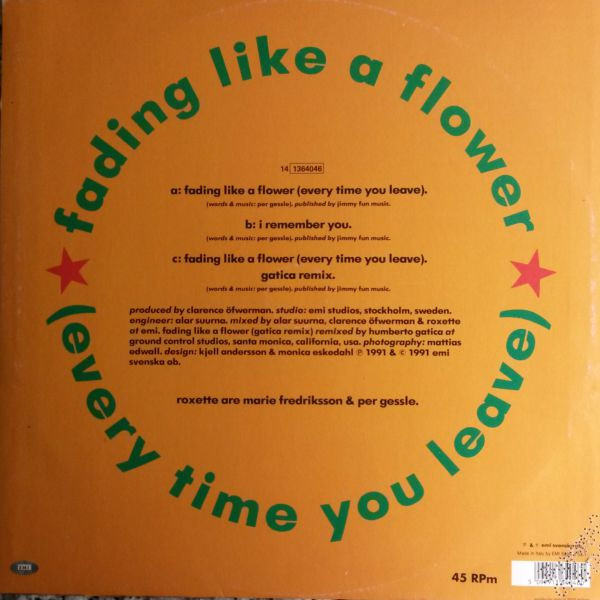 fading like a flower
(every time you leave)
14 1364046
a: fading like a flower (every time you leave).
(words & music: per gessle). published by jimmy fun music.
b: i remember you.
(words & music: per gessle). published by jimmy fun music.
c: fading like a flower (every time you leave).
gatica remix.
(words & music: per gessle). published by jimmy fun music.
produced by clarence öfwerman. studio: emi studios, stockholm, sweden.
engineer: alar suurna. mixed by alar suurna, clarence öfwerman & roxette
at emi. fading like a flower (gatica remix) remixed by humberto gatica at
ground control studios, santa monica, california, usa. photography: mattias
edwall. design: kjell andersson & monica eskedahl ℗ 1991 & © 1991 emi
svenska ab.
roxette are marie fredriksson & per gessle.
EMI
emi svenska
Made in Italy by EMI
45 RPm